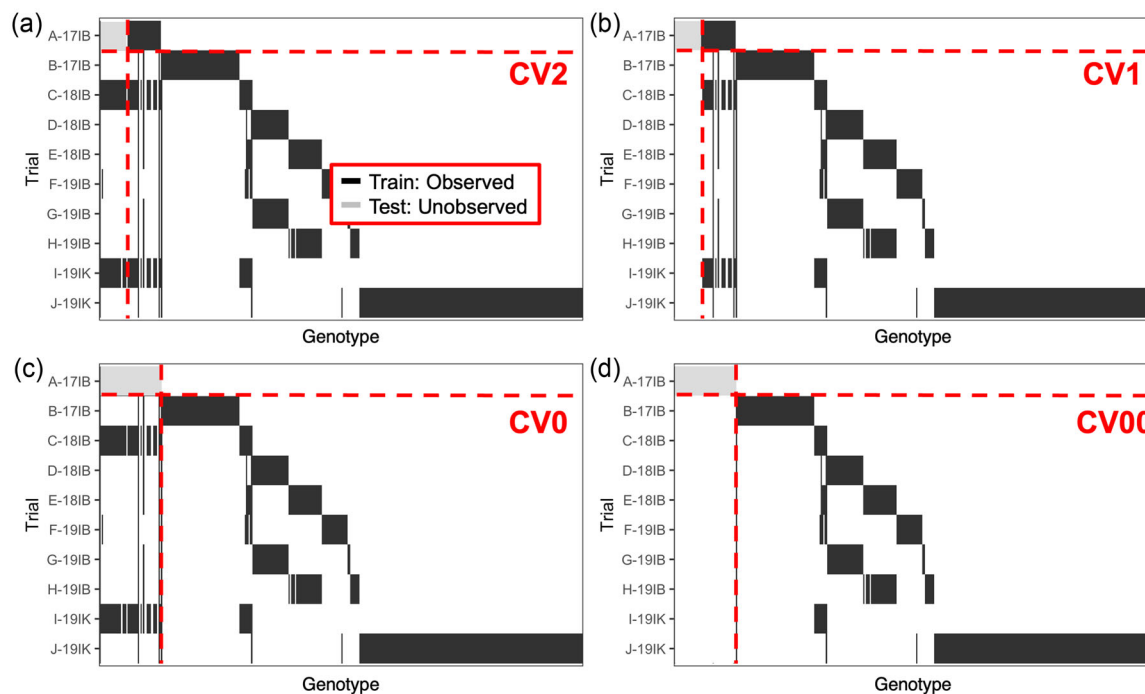 (a)
A-17IB
B-17IB
C-18IB
D-18IB
E-18IB
F-19IB
G-19IB
H-19IB
I-19IK
J-19IK
Trial
Genotype
CV2
Train: Observed
Test: Unobserved
(b)
A-17IB
B-17IB
C-18IB
D-18IB
E-18IB
F-19IB
G-19IB
H-19IB
I-19IK
J-19IK
Trial
Genotype
CV1
(c)
A-17IB
B-17IB
C-18IB
D-18IB
E-18IB
F-19IB
G-19IB
H-19IB
I-19IK
J-19IK
Trial
Genotype
CV0
(d)
A-17IB
B-17IB
C-18IB
D-18IB
E-18IB
F-19IB
G-19IB
H-19IB
I-19IK
J-19IK
Trial
Genotype
CV00